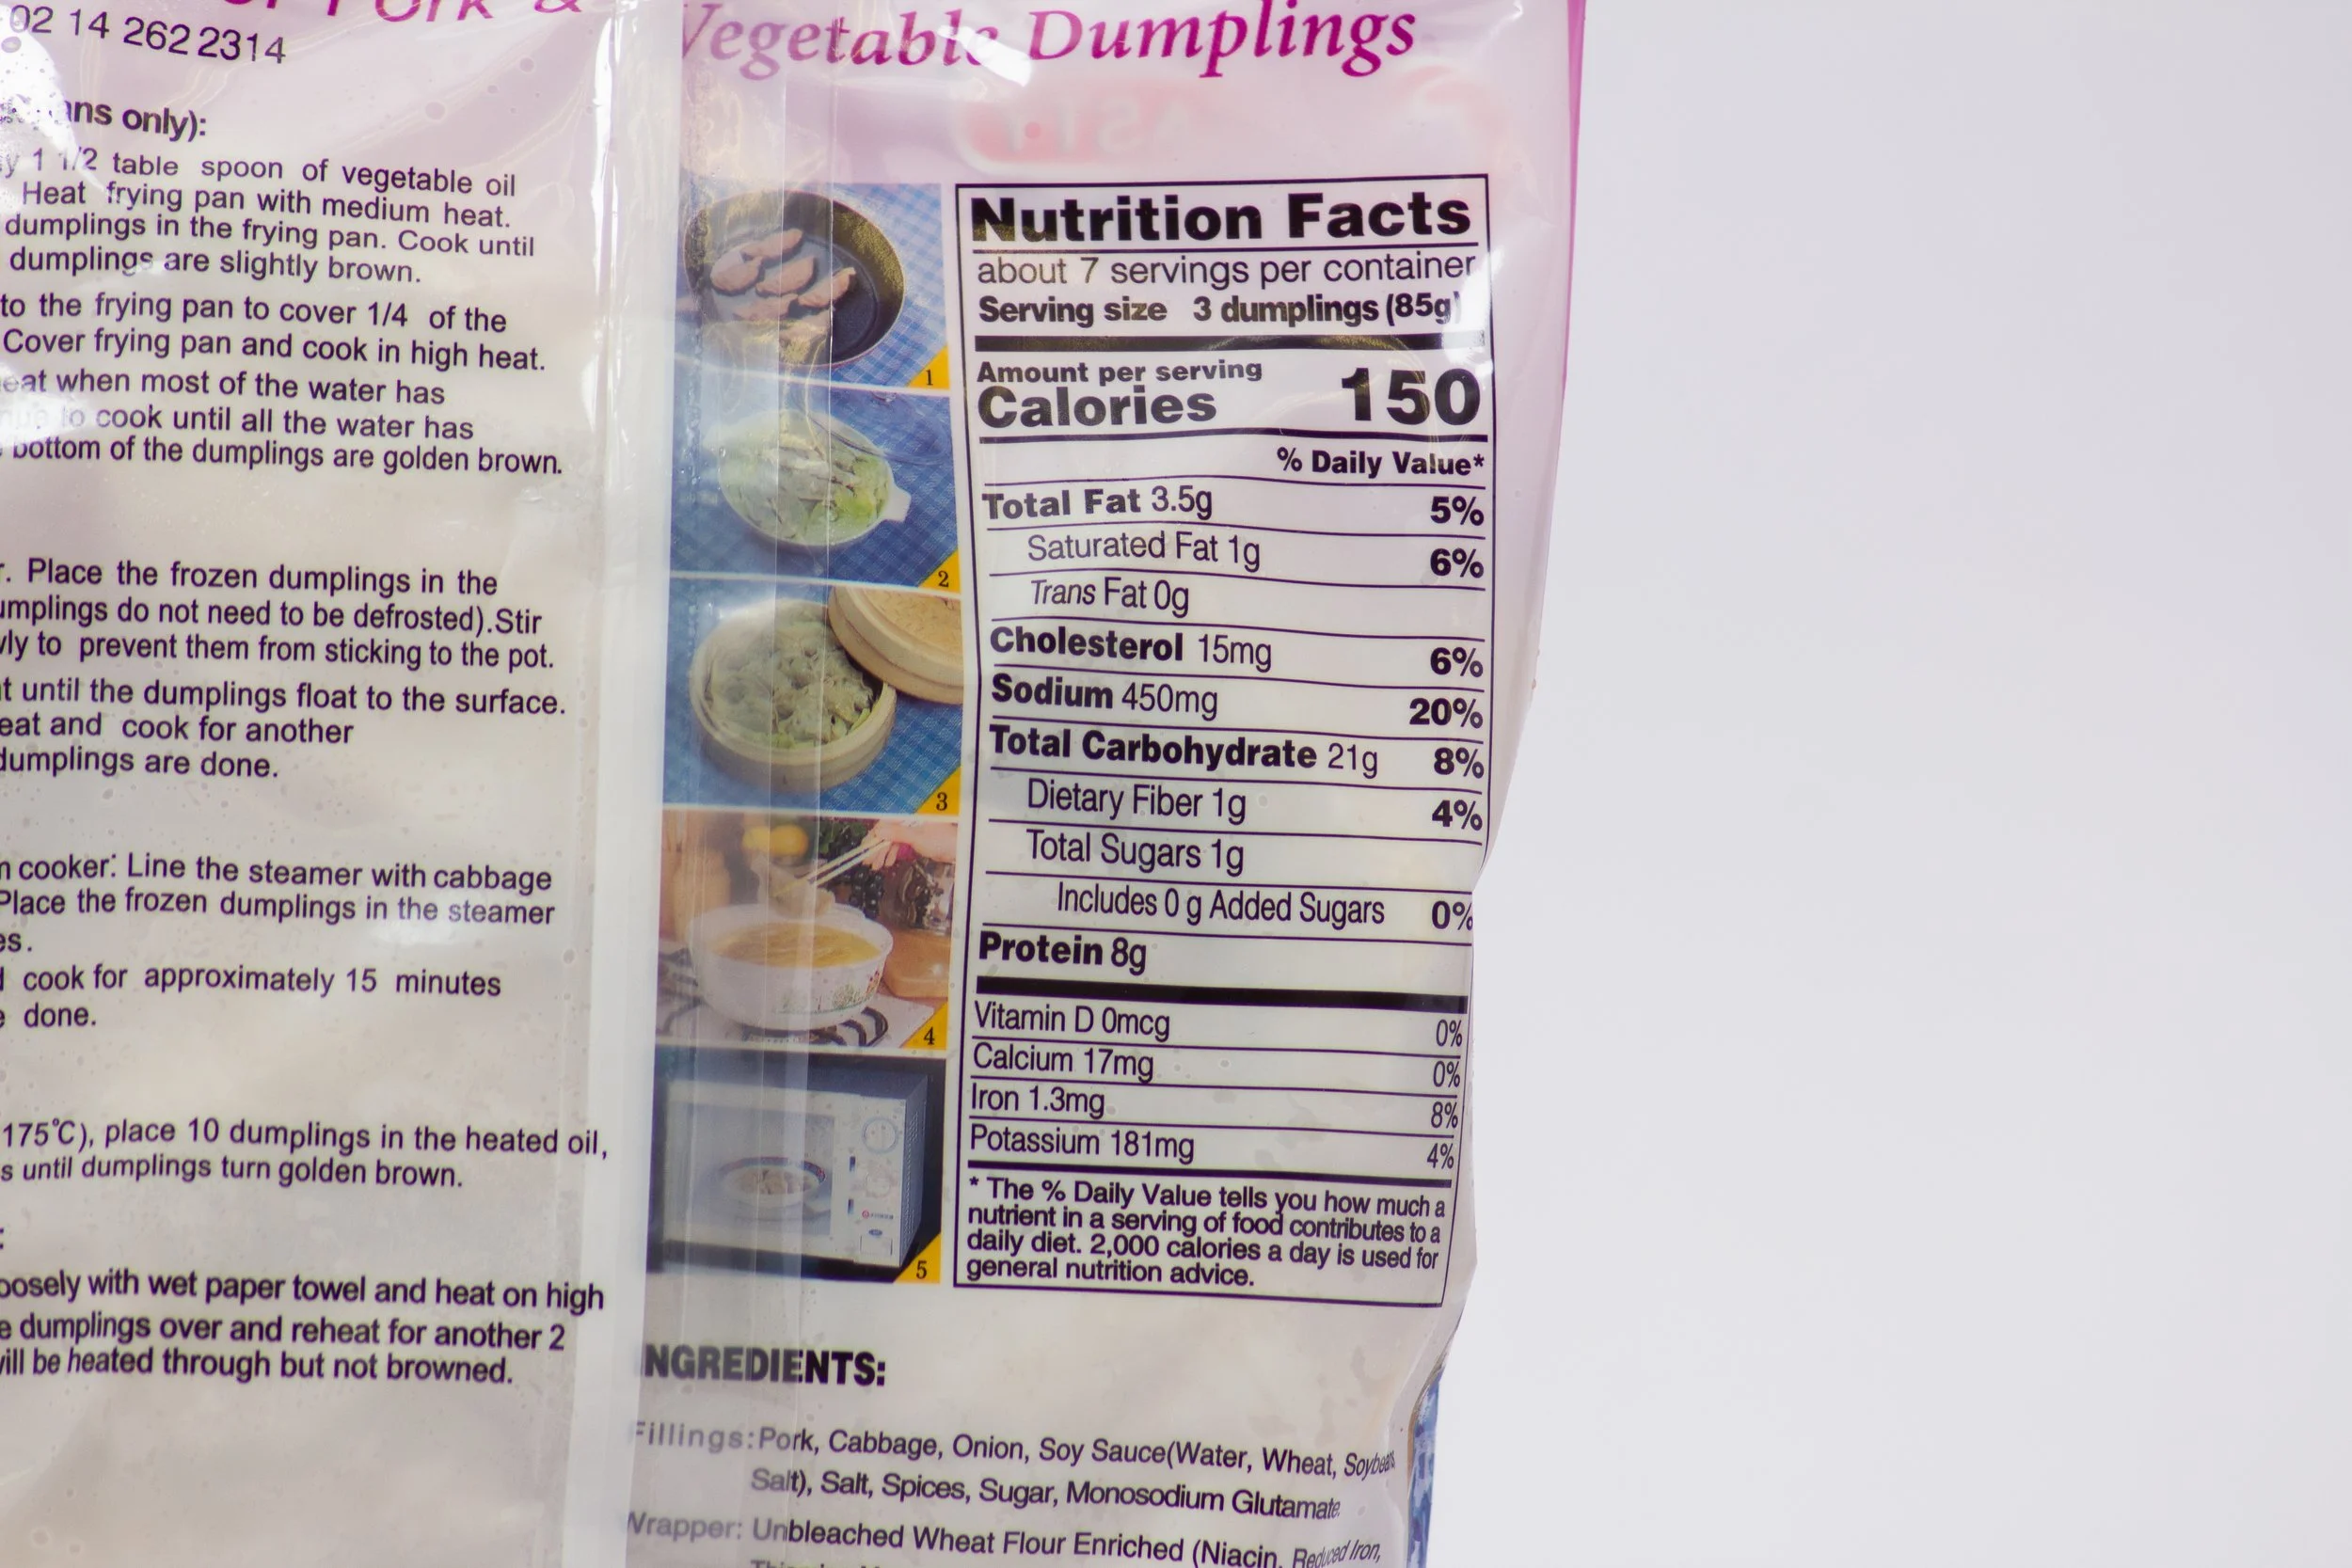 Pork &
02 14 262 2314
only):
1 1/2 table spoon of vegetable oil
Heat frying pan with medium heat.
dumplings in the frying pan. Cook until
dumplings are slightly brown.
to the frying pan to cover 1/4 of the
Cover frying pan and cook in high heat.
when most of the water has
to cook until all the water has
bottom of the dumplings are golden brown.
Place the frozen dumplings in the
do not need to be defrosted).Stir
to prevent them from sticking to the pot.
until the dumplings float to the surface.
and cook for another
dumplings are done.
cooker: Line the steamer with cabbage
Place the frozen dumplings in the steamer
cook for approximately 15 minutes
done.
175℃), place 10 dumplings in the heated oil,
until dumplings turn golden brown.
with wet paper towel and heat on high
dumplings over and reheat for another 2
be heated through but not browned.
Vegetable Dumplings
1
2
3
4
5
Nutrition Facts
about 7 servings per container
Serving size 3 dumplings (85g)
Amount per serving
Calories 150
% Daily Value*
Total Fat 3.5g 5%
Saturated Fat 1g 6%
Trans Fat 0g
Cholesterol 15mg 6%
Sodium 450mg 20%
Total Carbohydrate 21g 8%
Dietary Fiber 1g 4%
Total Sugars 1g
Includes 0 g Added Sugars 0%
Protein 8g
Vitamin D 0mcg 0%
Calcium 17mg 0%
Iron 1.3mg 8%
Potassium 181mg 4%
* The % Daily Value tells you how much a
nutrient in a serving of food contributes to a
daily diet. 2,000 calories a day is used for
general nutrition advice.
NGREDIENTS:
Fillings: Pork, Cabbage, Onion, Soy Sauce(Water, Wheat, Soybeans
Salt), Salt, Spices, Sugar, Monosodium Glutamate
Wrapper: Unbleached Wheat Flour Enriched (Niacin, Reduced Iron,